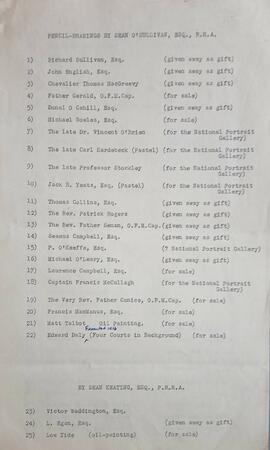 PENCIL-DRAWINGS BY SEAN O'SULLIVAN, ESQ., R.H.A.
1) Richard Sullivan, Esq. (given away as gift)
2) John English, Esq. (given away as gift)
3) Chevalier Thomas MacGreevy (given away as gift)
4) Father Gerald, O.F.M.Cap. (for sale)
5) Donal O Cahill, Esq. (given away as gift)
6) Michael Bowles, Esq. (for sale)
7) The late Dr. Vincent O'Brien (for the National Portrait
Gallery)
8) The late Carl Hardebeck (Pastel) (for the National Portrait
Gallery)
9) The late Professor Stockley (for the National Portrait
Gallery)
10) Jack B. Yeats, Esq. (Pastel) (for the National Portrait
Gallery)
11) Thomas Collins, Esq. (given away as gift)
12) The Rev. Patrick Rogers (given away as gift)
13) The Rev. Father Senan, O.F.M.Cap. (given away as gift)
14) Seamus Campbell, Esq. (given away as gift)
15) P. O'Keeffe, Esq. (? National Portrait Gallery)
16) Michael O'Leary, Esq. (given away as gift)
17) Laurence Campbell, Esq. (for sale)
18) Captain Francis McCullagh (for the National Portrait
Gallery)
19) The Very Rev. Father Canice, O.F.M.Cap. (for sale)
20) Francis MacManus, Esq. (for sale)
21) Matt Talbot Oil Painting. (for sale)
22) Edward Daly (Four Courts in Background) (for sale)
BY SEAN KEATING, ESQ., P.R.H.A.
23) Victor Waddington, Esq.
24) L. Egan, Esq. (given away as gift)
25) Low Tide (oil-painting) (for sale)